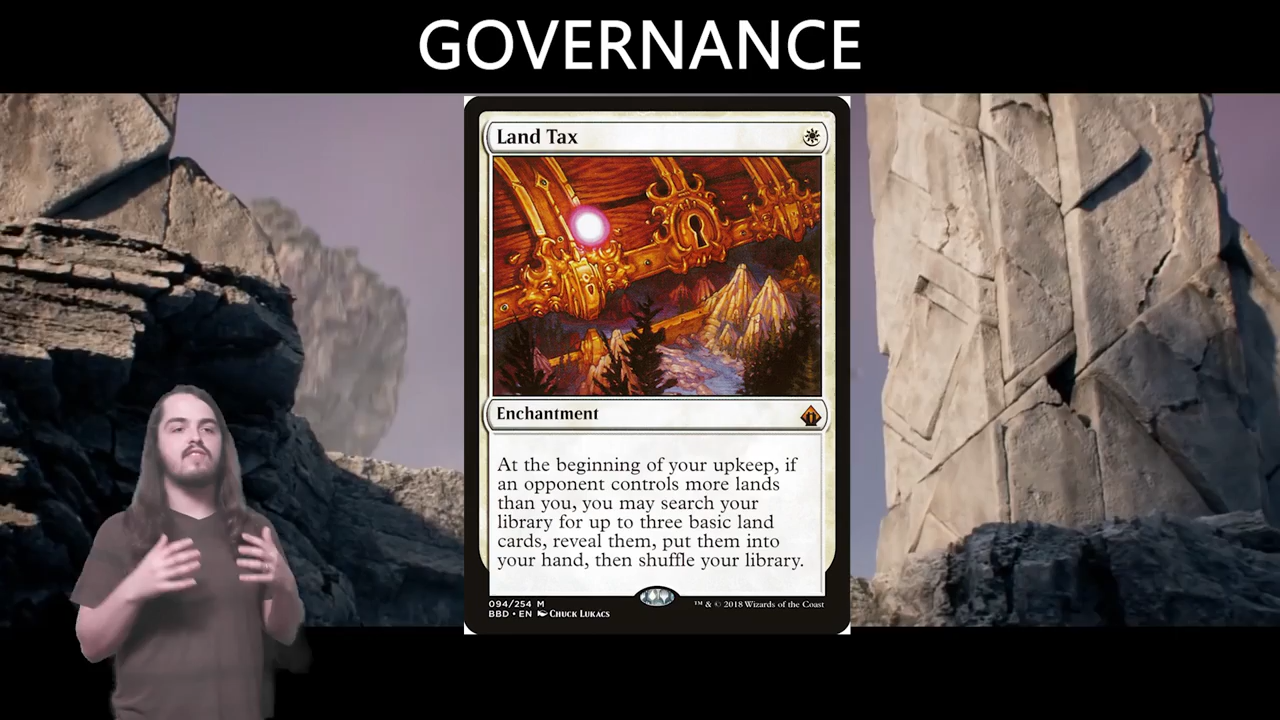 GOVERNANCE
Land Tax
Enchantment
At the beginning of your upkeep, if
an opponent controls more lands
than you, you may search your
library for up to three basic land
cards, reveal them, put them into
your hand, then shuffle your library.
094/254 M
™ & © 2018 Wizards of the Coast
BBD • EN Chuck Lukacs